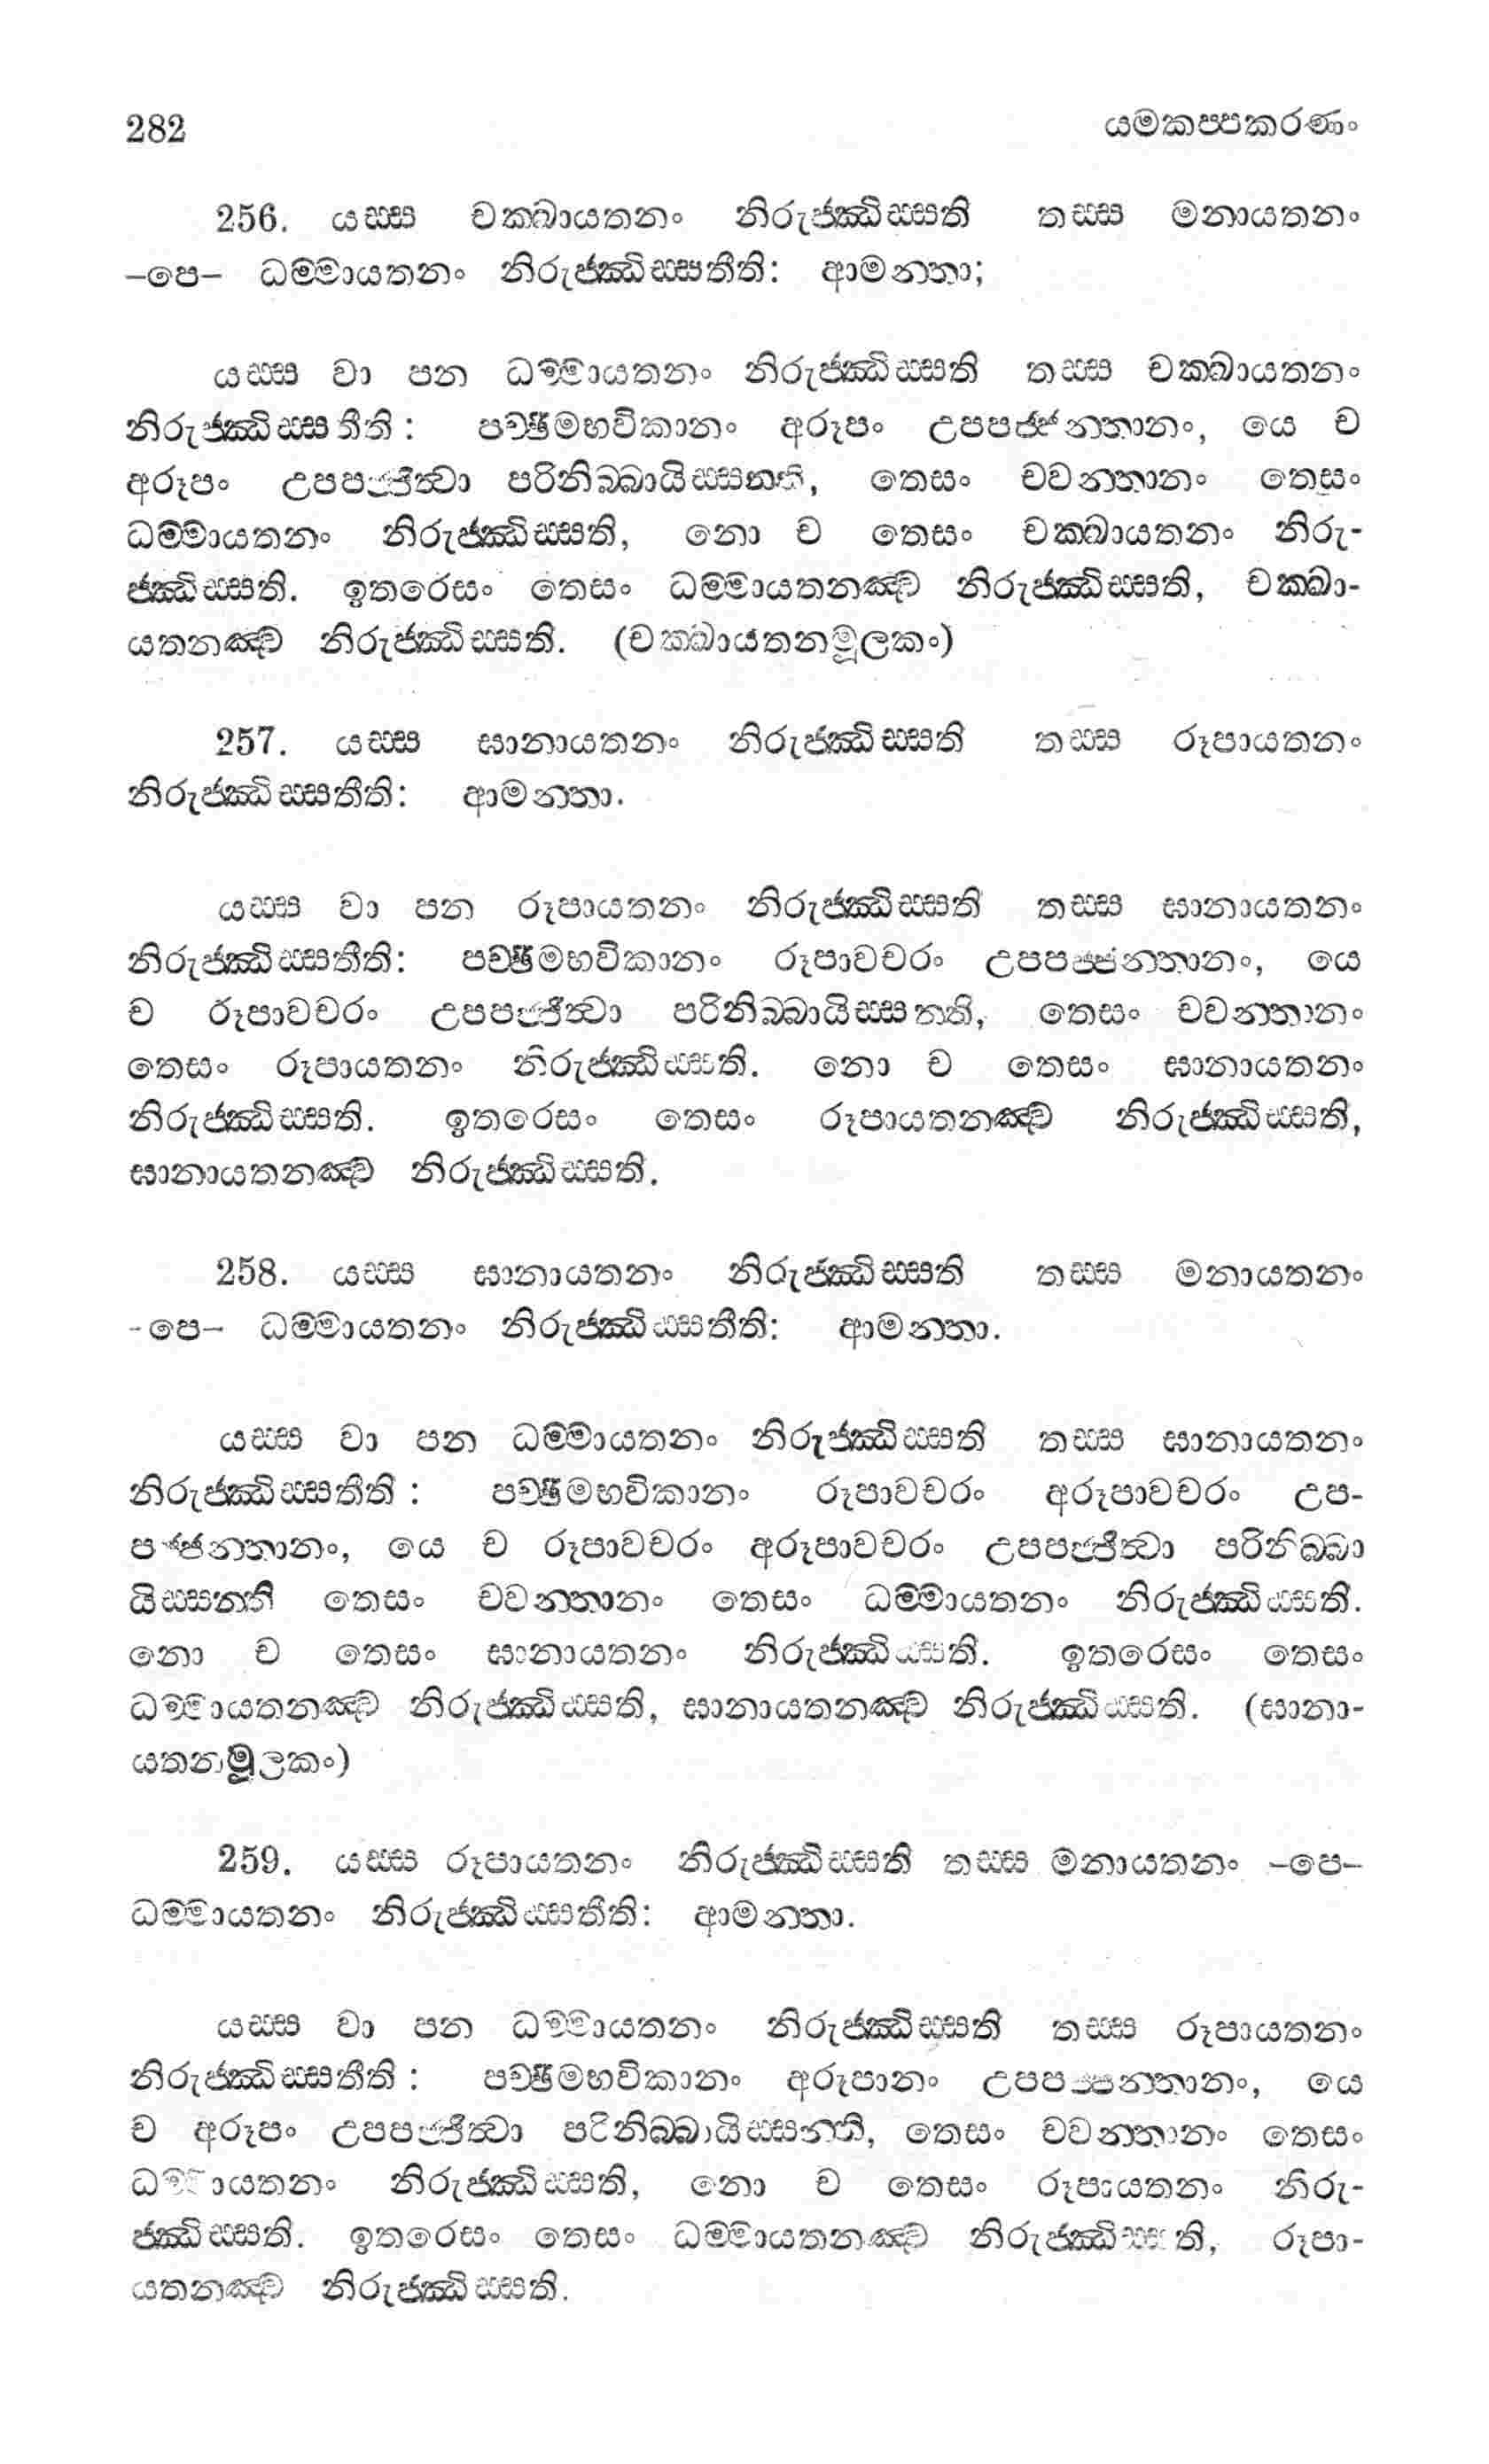 282 යමකප්පකරණං
256. යස්ස චක්ඛායතනං නිරුජ්ඣිස්සති තස්ස මනායතනං
–පෙ– ධම්මායතනං නිරුජ්ඣිස්සතීති: ආමන්තා;
යස්ස වා පන ධම්මායතනං නිරුජ්ඣිස්සති තස්ස චක්ඛායතනං
නිරුජ්ඣිස්සතීති: පච්ඡිමභවිකානං අරූපං උපපජ්ජන්තානං, යෙ ච
අරූපං උපපජ්ජිත්වා පරිනිබ්බායිස්සන්ති, තෙසං චවන්තානං තෙසං
ධම්මායතනං නිරුජ්ඣිස්සති, නො ච තෙසං චක්ඛායතනං නිරු-
ජ්ඣිස්සති. ඉතරෙසං තෙසං ධම්මායතනඤ්ච නිරුජ්ඣිස්සති, චක්ඛා-
යතනඤ්ච නිරුජ්ඣිස්සති. (චක්ඛායතනමූලකං)
257. යස්ස ඝානායතනං නිරුජ්ඣිස්සති තස්ස රූපායතනං
නිරුජ්ඣිස්සතීති: ආමන්තා.
යස්ස වා පන රූපායතනං නිරුජ්ඣිස්සති තස්ස ඝානායතනං
නිරුජ්ඣිස්සතීති: පච්ඡිමභවිකානං රූපාවචරං උපපජ්ජන්තානං, යෙ
ච රූපාවචරං උපපජ්ජිත්වා පරිනිබ්බායිස්සන්ති, තෙසං චවන්තානං
තෙසං රූපායතනං නිරුජ්ඣිස්සති. නො ච තෙසං ඝානායතනං
නිරුජ්ඣිස්සති. ඉතරෙසං තෙසං රූපායතනඤ්ච නිරුජ්ඣිස්සති,
ඝානායතනඤ්ච නිරුජ්ඣිස්සති.
258. යස්ස ඝානායතනං නිරුජ්ඣිස්සති තස්ස මනායතනං
-පෙ– ධම්මායතනං නිරුජ්ඣිස්සතීති: ආමන්තා.
යස්ස වා පන ධම්මායතනං නිරුජ්ඣිස්සති තස්ස ඝානායතනං
නිරුජ්ඣිස්සතීති: පච්ඡිමභවිකානං රූපාවචරං අරූපාවචරං උප-
පජ්ජන්තානං, යෙ ච රූපාවචරං අරූපාවචරං උපපජ්ජිත්වා පරිනිබ්බා
යිස්සන්ති තෙසං චවන්තානං තෙසං ධම්මායතනං නිරුජ්ඣිස්සති.
නො ච තෙසං ඝානායතනං නිරුජ්ඣිස්සති. ඉතරෙසං තෙසං
ධම්මායතනඤ්ච නිරුජ්ඣිස්සති, ඝානායතනඤ්ච නිරුජ්ඣිස්සති. (ඝානා-
යතනමූලකං)
259. යස්ස රූපායතනං නිරුජ්ඣිස්සති තස්ස මනායතනං –පෙ–
ධම්මායතනං නිරුජ්ඣිස්සතීති: ආමන්තා.
යස්ස වා පන ධම්මායතනං නිරුජ්ඣිස්සති තස්ස රූපායතනං
නිරුජ්ඣිස්සතීති: පච්ඡිමභවිකානං අරූපානං උපපජ්ජන්තානං, යෙ
ච අරූපං උපපජ්ජිත්වා පරිනිබ්බායිස්සන්ති, තෙසං චවන්තානං තෙසං
ධම්මායතනං නිරුජ්ඣිස්සති, නො ච තෙසං රූපායතනං නිරු-
ජ්ඣිස්සති. ඉතරෙසං තෙසං ධම්මායතනඤ්ච නිරුජ්ඣිස්සති, රූපා-
යතනඤ්ච නිරුජ්ඣිස්සති.